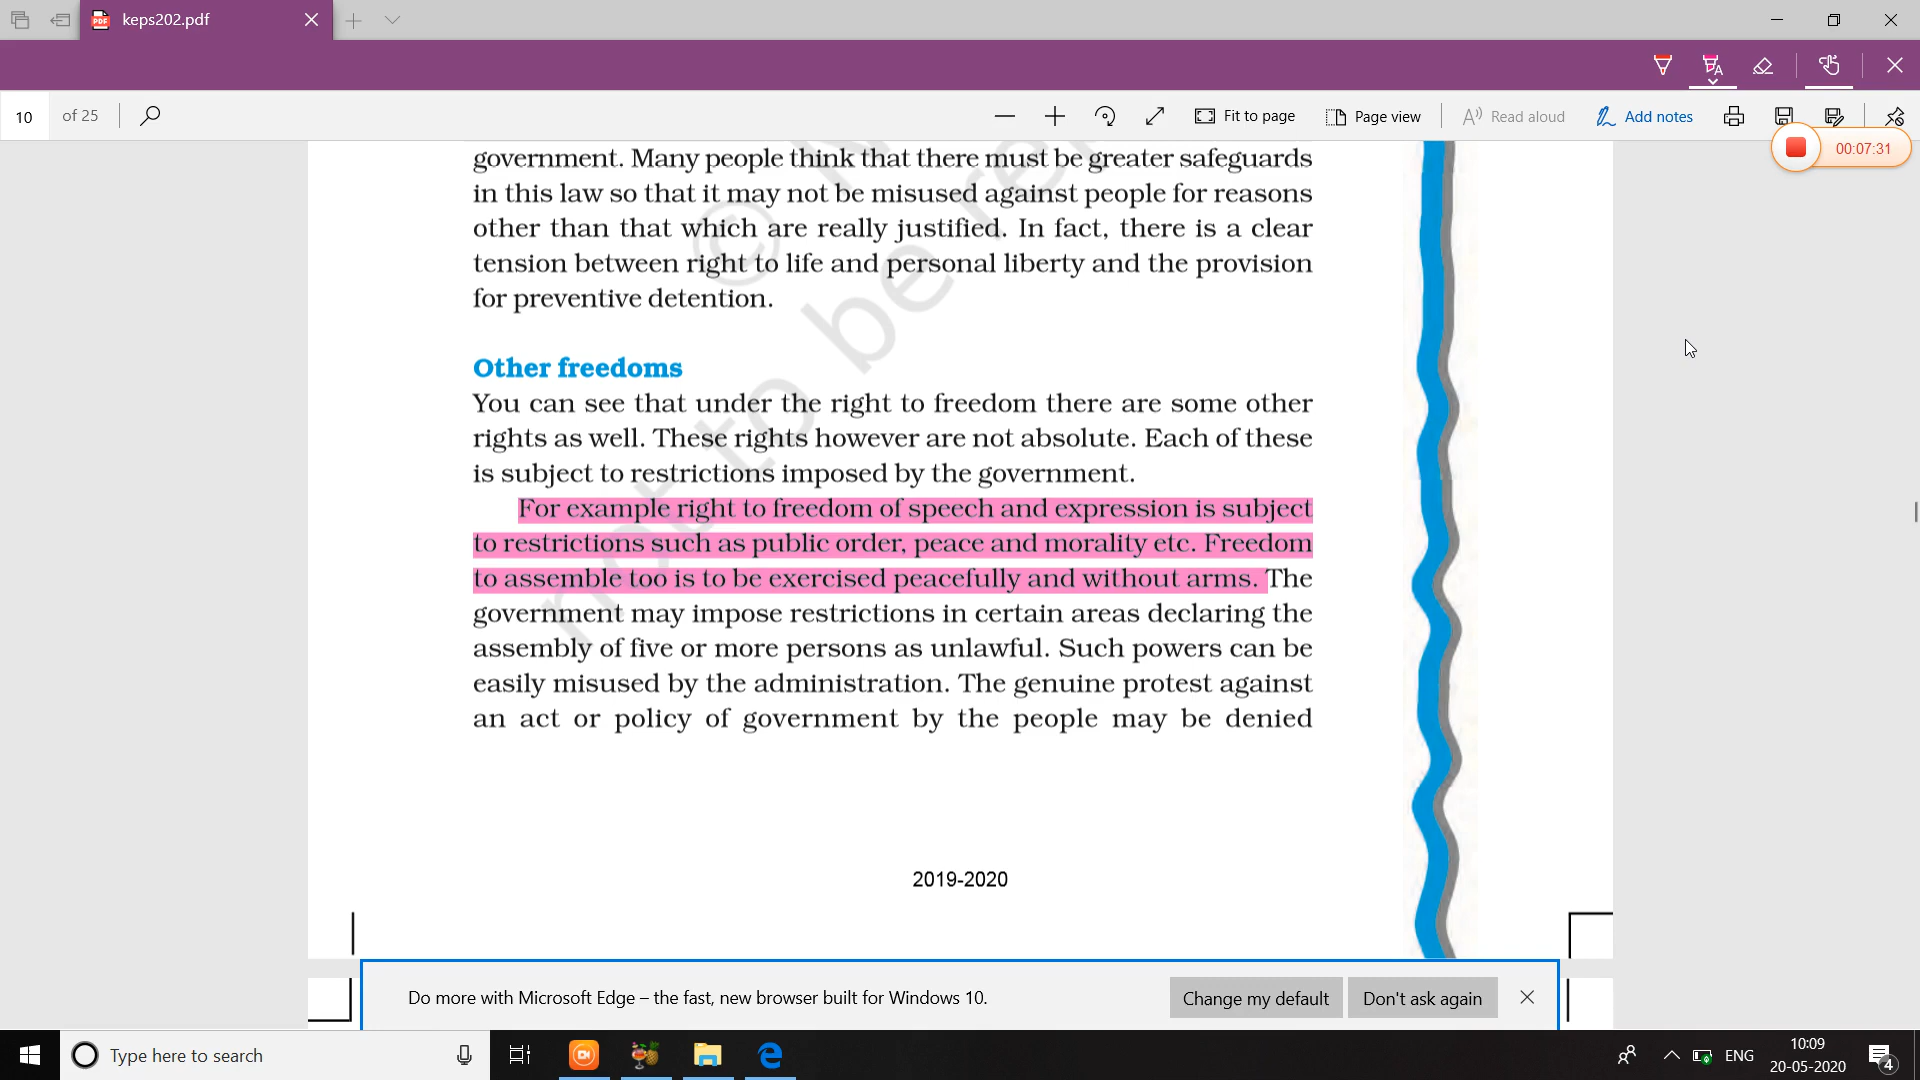 keps202.pdf
10 of 25 Fit to page Page view Read aloud Add notes
00:07:31
government. Many people think that there must be greater safeguards
in this law so that it may not be misused against people for reasons
other than that which are really justified. In fact, there is a clear
tension between right to life and personal liberty and the provision
for preventive detention.
Other freedoms
You can see that under the right to freedom there are some other
rights as well. These rights however are not absolute. Each of these
is subject to restrictions imposed by the government.
For example right to freedom of speech and expression is subject
to restrictions such as public order, peace and morality etc. Freedom
to assemble too is to be exercised peacefully and without arms. The
government may impose restrictions in certain areas declaring the
assembly of five or more persons as unlawful. Such powers can be
easily misused by the administration. The genuine protest against
an act or policy of government by the people may be denied
© N
not to be re
2019-2020
Do more with Microsoft Edge – the fast, new browser built for Windows 10. Change my default Don't ask again
Type here to search ENG 10:09
20-05-2020 4